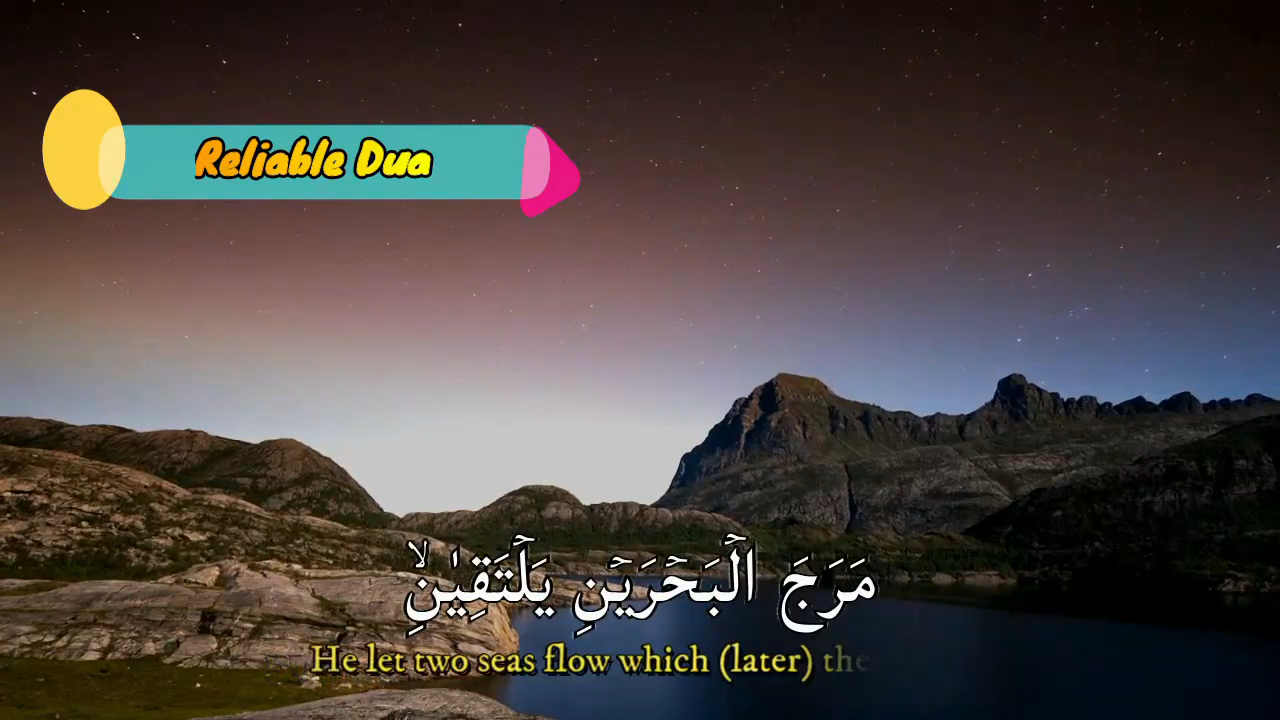 Reliable Dua
مَرَجَ الْبَحْرَيْنِ يَلْتَقِيٰنِۙ
He let two seas flow which (later) the